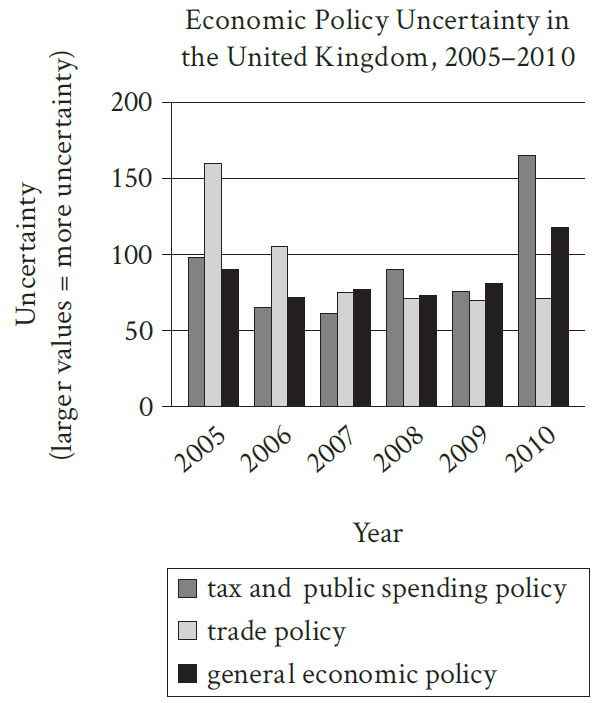 Economic Policy Uncertainty in
the United Kingdom, 2005–2010
Uncertainty
(larger values = more uncertainty)
200
150
100
50
0
2005
2006
2007
2008
2009
2010
Year
tax and public spending policy
trade policy
general economic policy